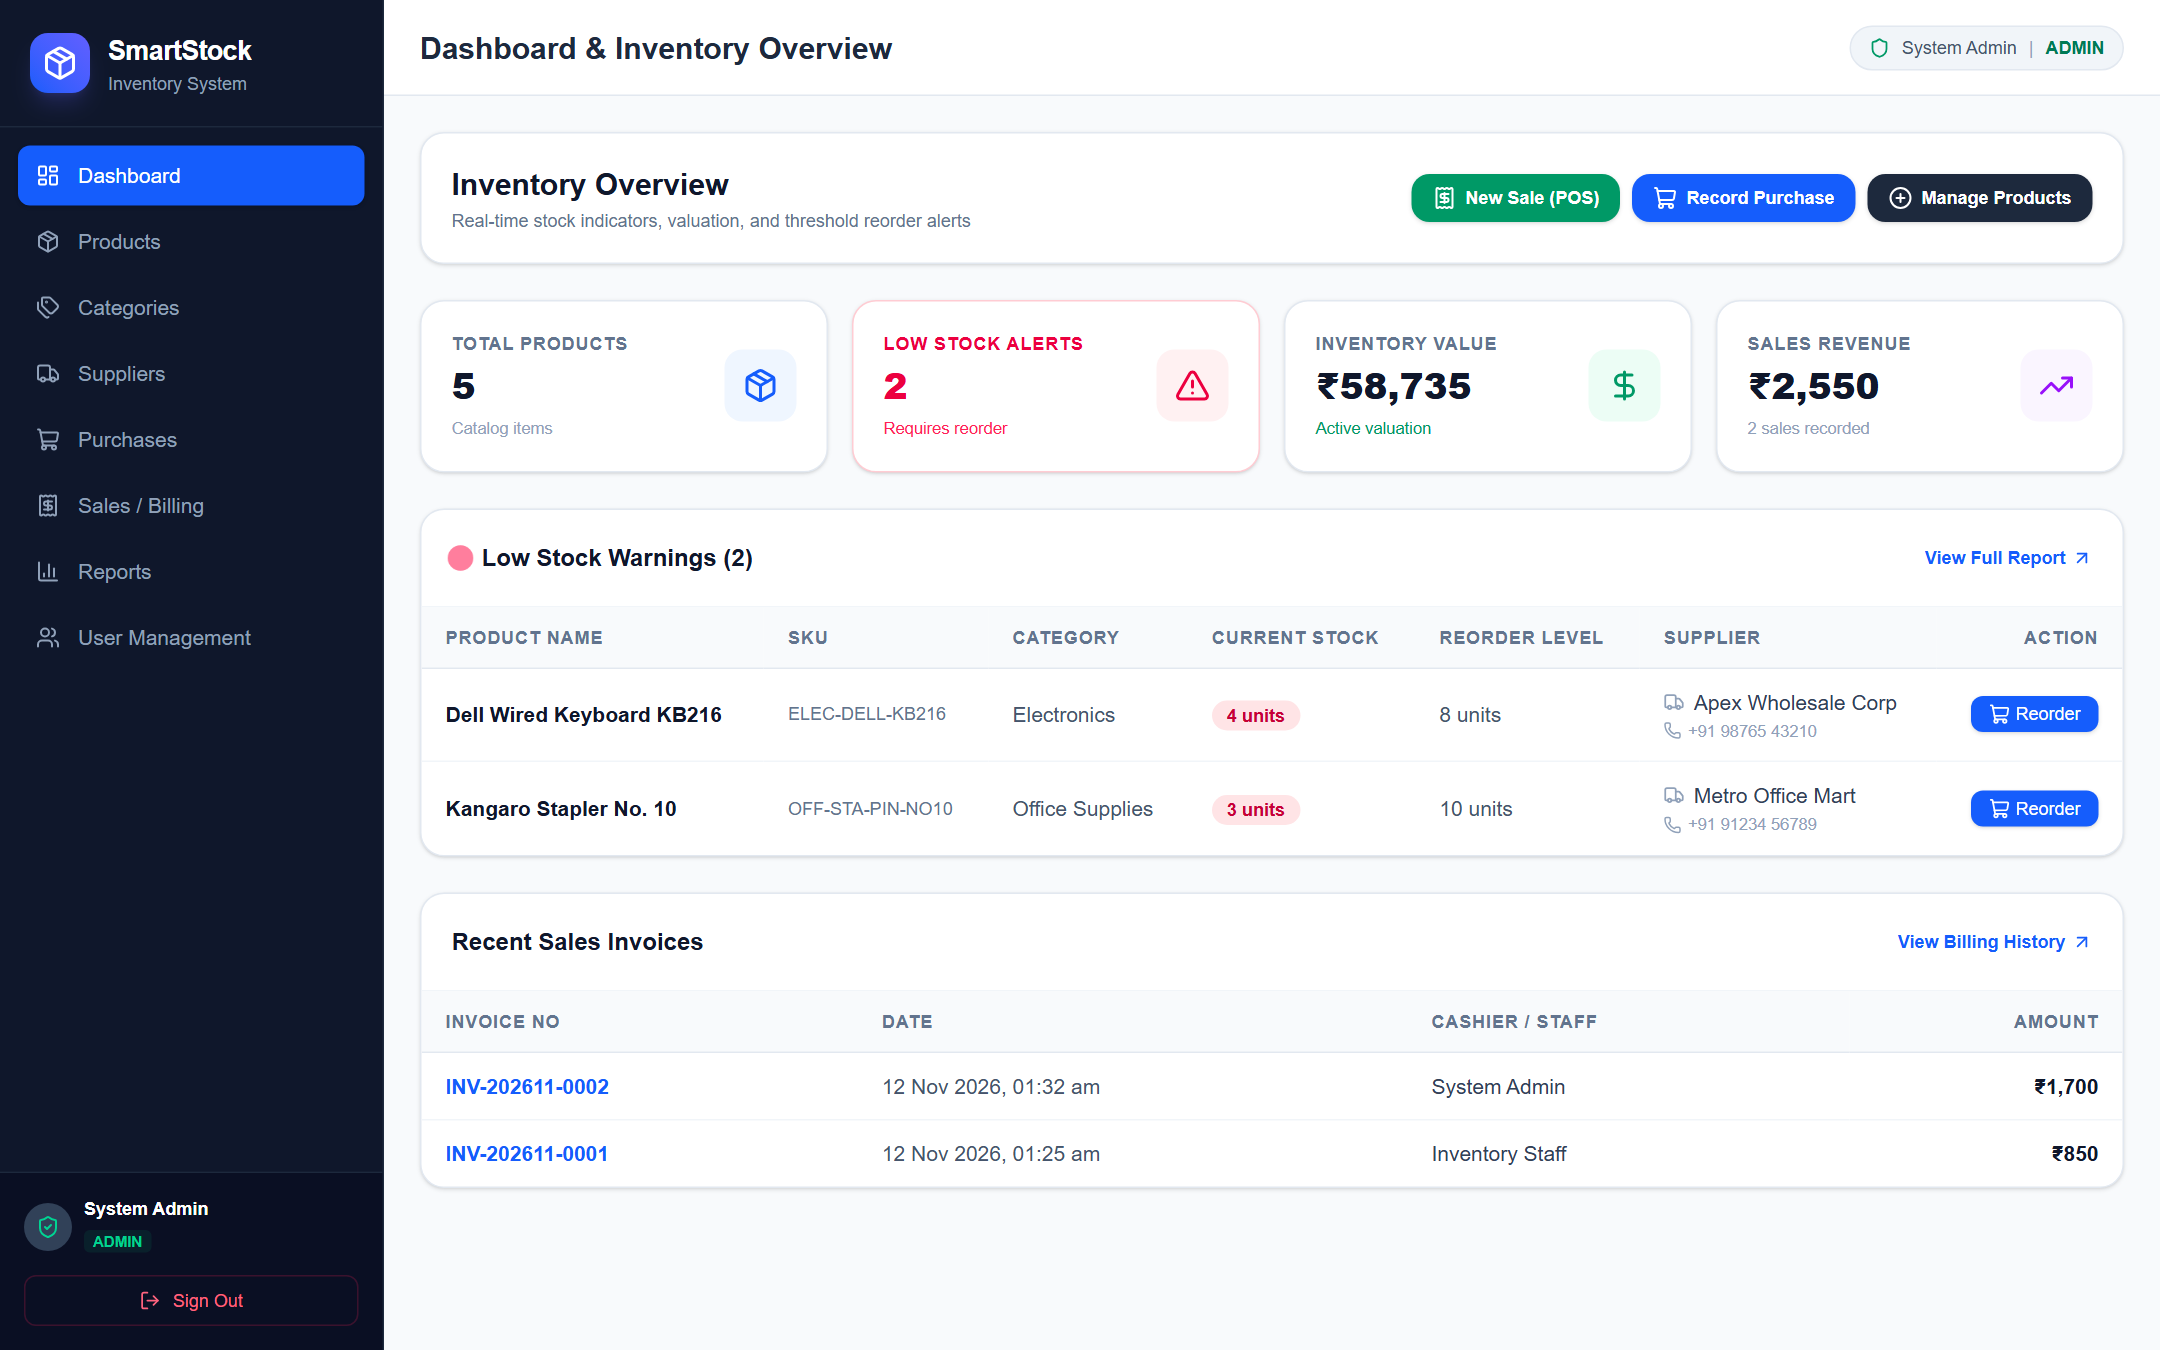 SmartStock
Inventory System
Dashboard
Products
Categories
Suppliers
Purchases
Sales / Billing
Reports
User Management
System Admin
ADMIN
Sign Out
Dashboard & Inventory Overview
System Admin | ADMIN
Inventory Overview
Real-time stock indicators, valuation, and threshold reorder alerts
New Sale (POS)
Record Purchase
Manage Products
TOTAL PRODUCTS
5
Catalog items
LOW STOCK ALERTS
2
Requires reorder
INVENTORY VALUE
₹58,735
Active valuation
SALES REVENUE
₹2,550
2 sales recorded
Low Stock Warnings (2)
View Full Report
PRODUCT NAME SKU CATEGORY CURRENT STOCK REORDER LEVEL SUPPLIER ACTION
Dell Wired Keyboard KB216 ELEC-DELL-KB216 Electronics 4 units 8 units Apex Wholesale Corp Reorder
+91 98765 43210
Kangaro Stapler No. 10 OFF-STA-PIN-NO10 Office Supplies 3 units 10 units Metro Office Mart Reorder
+91 91234 56789
Recent Sales Invoices
View Billing History
INVOICE NO DATE CASHIER / STAFF AMOUNT
INV-202611-0002 12 Nov 2026, 01:32 am System Admin ₹1,700
INV-202611-0001 12 Nov 2026, 01:25 am Inventory Staff ₹850